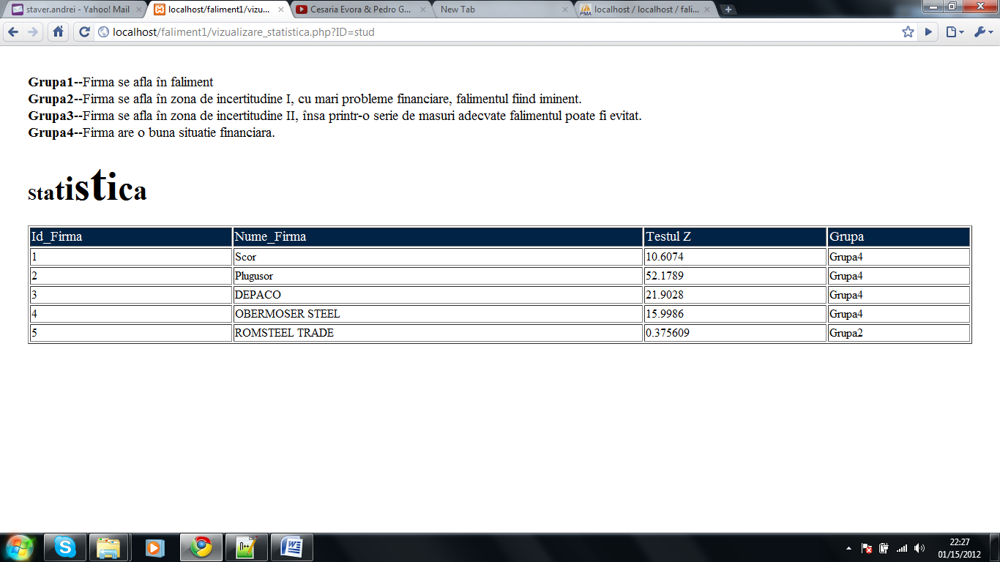 staver.andrei - Yahoo! Mail
localhost/faliment1/vizu...
Cesaria Evora & Pedro G...
New Tab
PMA
localhost / localhost / fali...
localhost/faliment1/vizualizare_statistica.php?ID=stud
Grupa1--Firma se afla în faliment
Grupa2--Firma se afla în zona de incertitudine I, cu mari probleme financiare, falimentul fiind iminent.
Grupa3--Firma se afla în zona de incertitudine II, însa printr-o serie de masuri adecvate falimentul poate fi evitat.
Grupa4--Firma are o buna situatie financiara.
Statistica
Id_Firma Nume_Firma Testul Z Grupa
1 Scor 10.6074 Grupa4
2 Plugusor 52.1789 Grupa4
3 DEPACO 21.9028 Grupa4
4 OBERMOSER STEEL 15.9986 Grupa4
5 ROMSTEEL TRADE 0.375609 Grupa2
22:27
01/15/2012